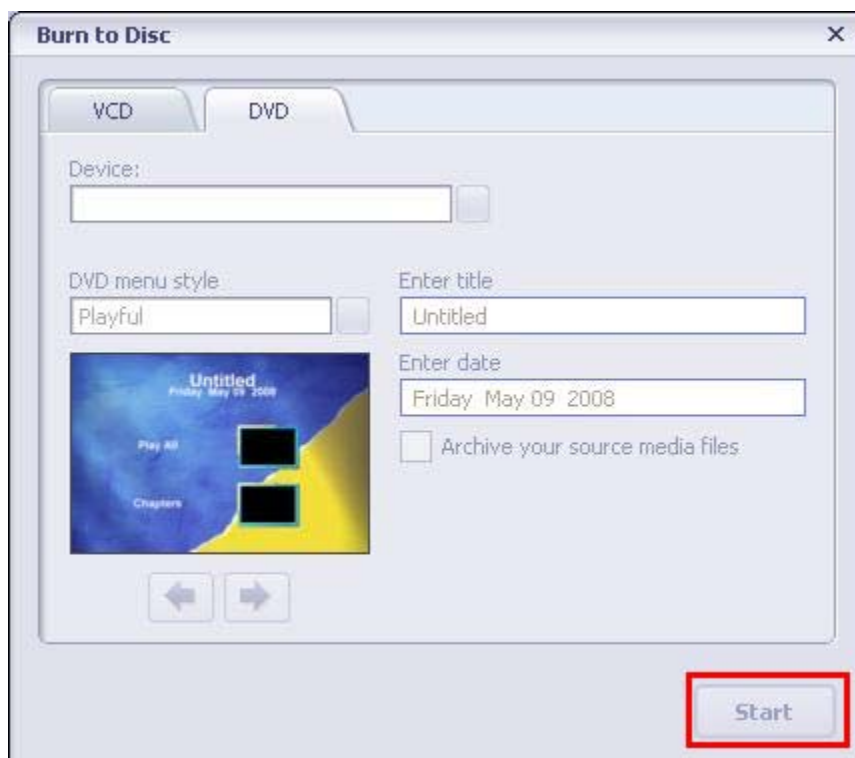 Burn to Disc
VCD
DVD
Device:
DVD menu style
Playful
Enter title
Untitled
Enter date
Friday May 09 2008
Archive your source media files
Untitled
Friday May 09 2008
Play All
Chapters
Start